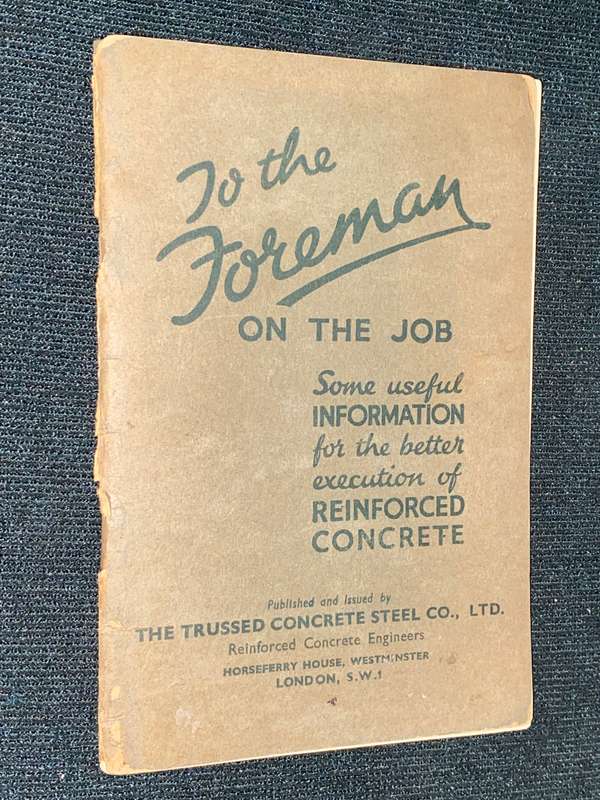 To the
Foreman
ON THE JOB
Some useful
INFORMATION
for the better
execution of
REINFORCED
CONCRETE
Published and Issued by
THE TRUSSED CONCRETE STEEL CO., LTD.
Reinforced Concrete Engineers
HORSEFERRY HOUSE, WESTMINSTER
LONDON, S.W.1